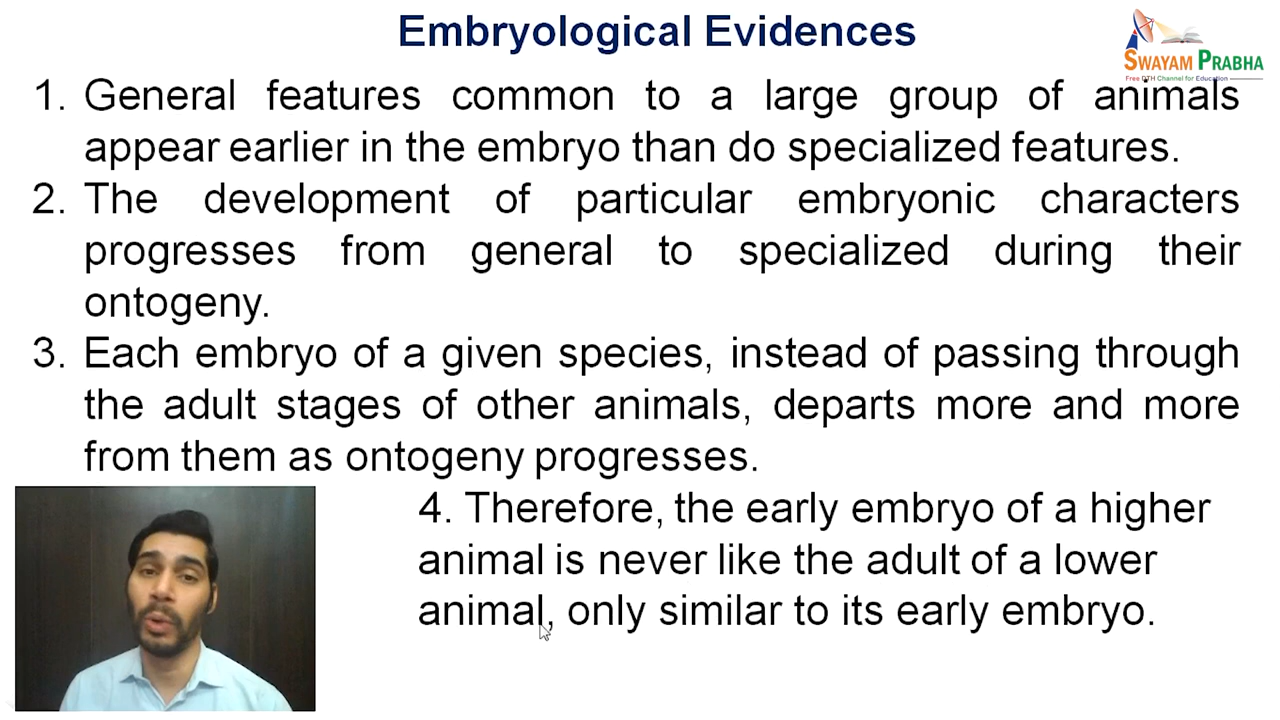 Embryological Evidences
SWAYAM PRABHA
Free DTH Channel for Education
1. General features common to a large group of animals
appear earlier in the embryo than do specialized features.
2. The development of particular embryonic characters
progresses from general to specialized during their
ontogeny.
3. Each embryo of a given species, instead of passing through
the adult stages of other animals, departs more and more
from them as ontogeny progresses.
4. Therefore, the early embryo of a higher
animal is never like the adult of a lower
animal, only similar to its early embryo.